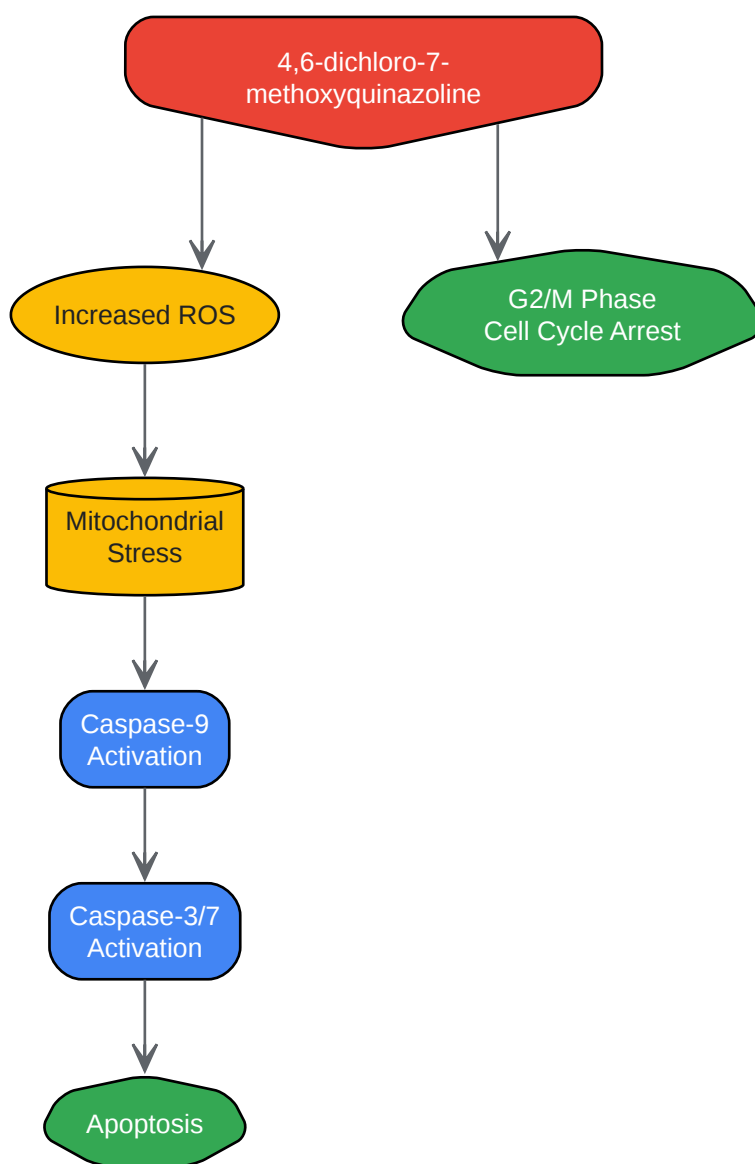 4,6-dichloro-7-
methoxyquinazoline
Increased ROS
G2/M Phase
Cell Cycle Arrest
Mitochondrial
Stress
Caspase-9
Activation
Caspase-3/7
Activation
Apoptosis